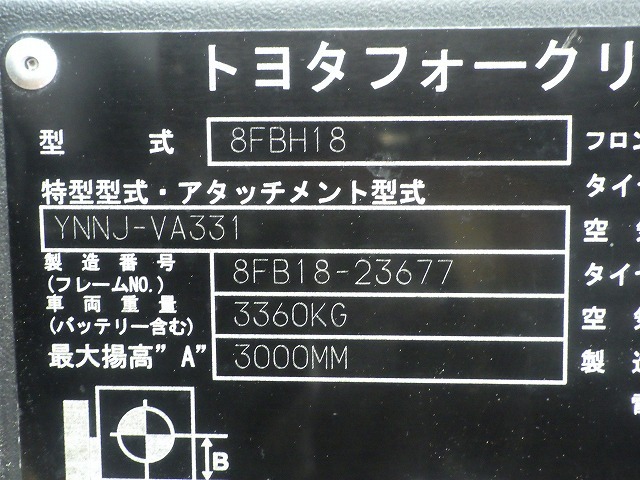 トヨタフォークリ
型 式 8FBH18 フロン
特型型式・アタッチメント型式 タイ
YNNJ-VA331 空
製造番号
(フレームNO.) 8FB18-23677 タイ
車両重量
(バッテリー含む) 3360KG 空
最大揚高"A" 3000MM 製 造
B